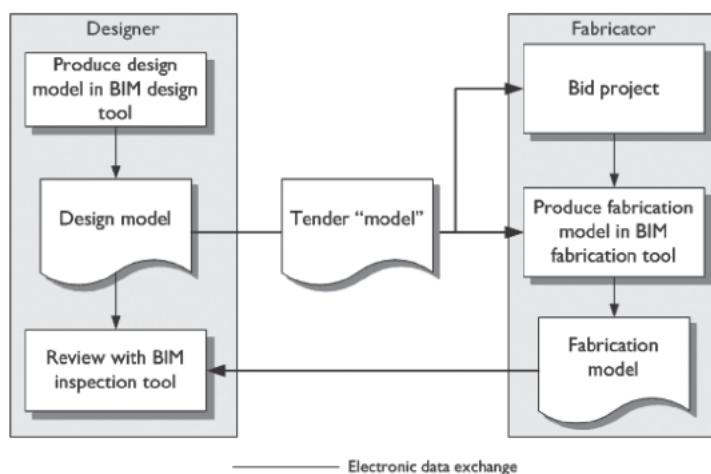 Designer
Produce design
model in BIM design
tool
Design model
Review with BIM
inspection tool
Tender “model”
Fabricator
Bid project
Produce fabrication
model in BIM
fabrication tool
Fabrication
model
Electronic data exchange